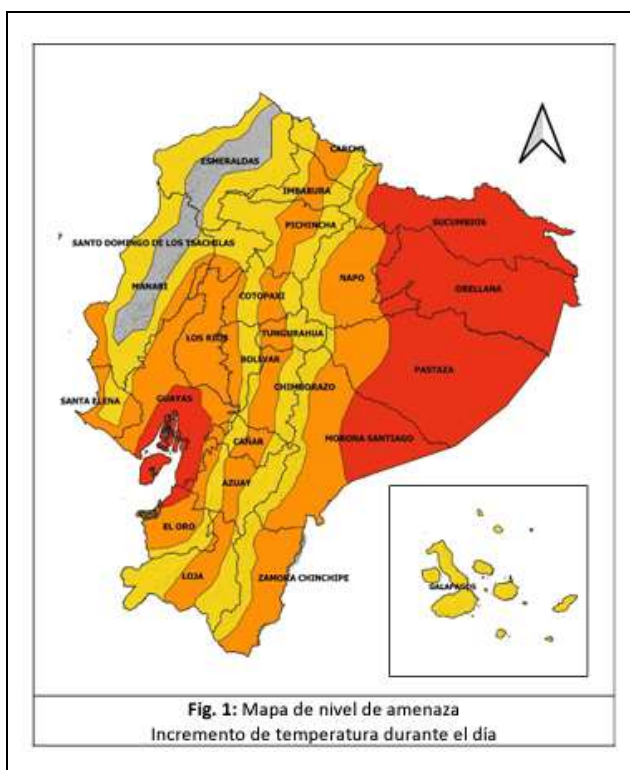 ESMERALDAS
CARCHI
IMBABURA
SUCUMBIOS
PICHINCHA
SANTO DOMINGO DE LOS TSACHILAS
NAPO
MANABI
COTOPAXI
ORELLANA
LOS RIOS
TUNGURAHUA
BOLIVAR
PASTAZA
CHIMBORAZO
SANTA ELENA
GUAYAS
CAÑAR
MORONA SANTIAGO
AZUAY
EL ORO
LOJA
ZAMORA CHINCHIPE
GALAPAGOS
Fig. 1: Mapa de nivel de amenaza
Incremento de temperatura durante el día